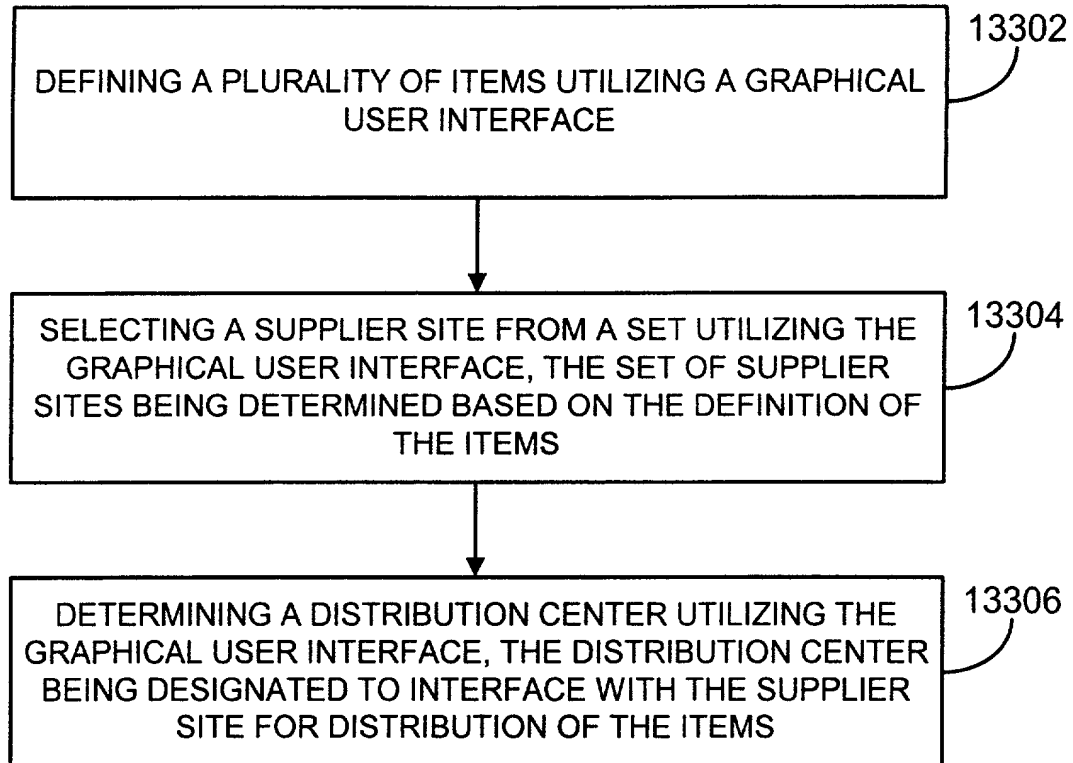 13302
DEFINING A PLURALITY OF ITEMS UTILIZING A GRAPHICAL
USER INTERFACE
13304
SELECTING A SUPPLIER SITE FROM A SET UTILIZING THE
GRAPHICAL USER INTERFACE, THE SET OF SUPPLIER
SITES BEING DETERMINED BASED ON THE DEFINITION OF
THE ITEMS
13306
DETERMINING A DISTRIBUTION CENTER UTILIZING THE
GRAPHICAL USER INTERFACE, THE DISTRIBUTION CENTER
BEING DESIGNATED TO INTERFACE WITH THE SUPPLIER
SITE FOR DISTRIBUTION OF THE ITEMS